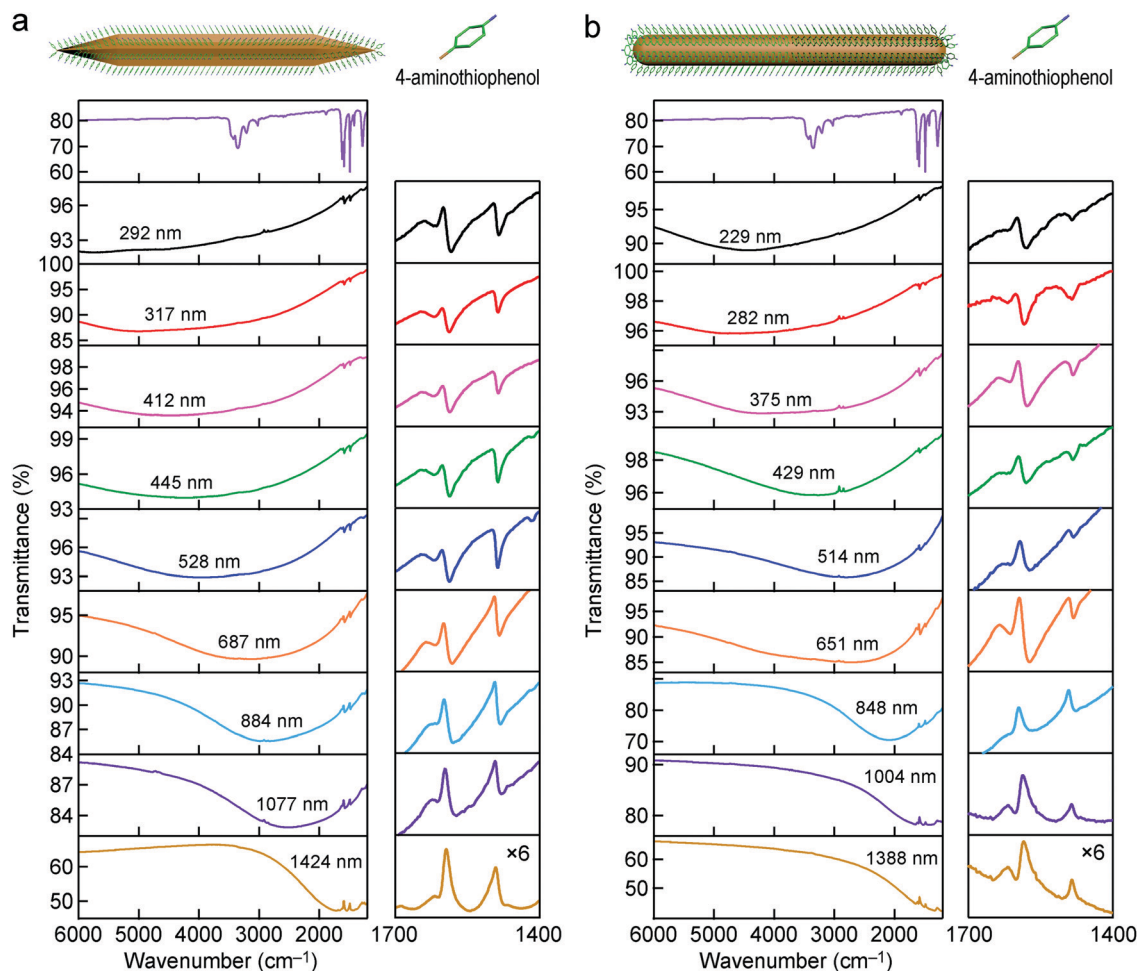 a
4-aminothiophenol
b
4-aminothiophenol
Transmittance (%)
80
70
60
96
93
292 nm
100
95
90
85
317 nm
98
96
94
412 nm
99
96
93
445 nm
96
93
528 nm
95
90
687 nm
93
90
87
84
884 nm
84
87
84
1077 nm
60
50
1424 nm
×6
6000 5000 4000 3000 2000
1700 1400
Wavenumber (cm⁻¹)
Transmittance (%)
80
70
60
95
90
229 nm
100
98
96
282 nm
96
93
375 nm
98
96
429 nm
95
90
85
514 nm
95
90
85
651 nm
80
70
848 nm
90
80
1004 nm
60
50
1388 nm
×6
6000 5000 4000 3000 2000
1700 1400
Wavenumber (cm⁻¹)